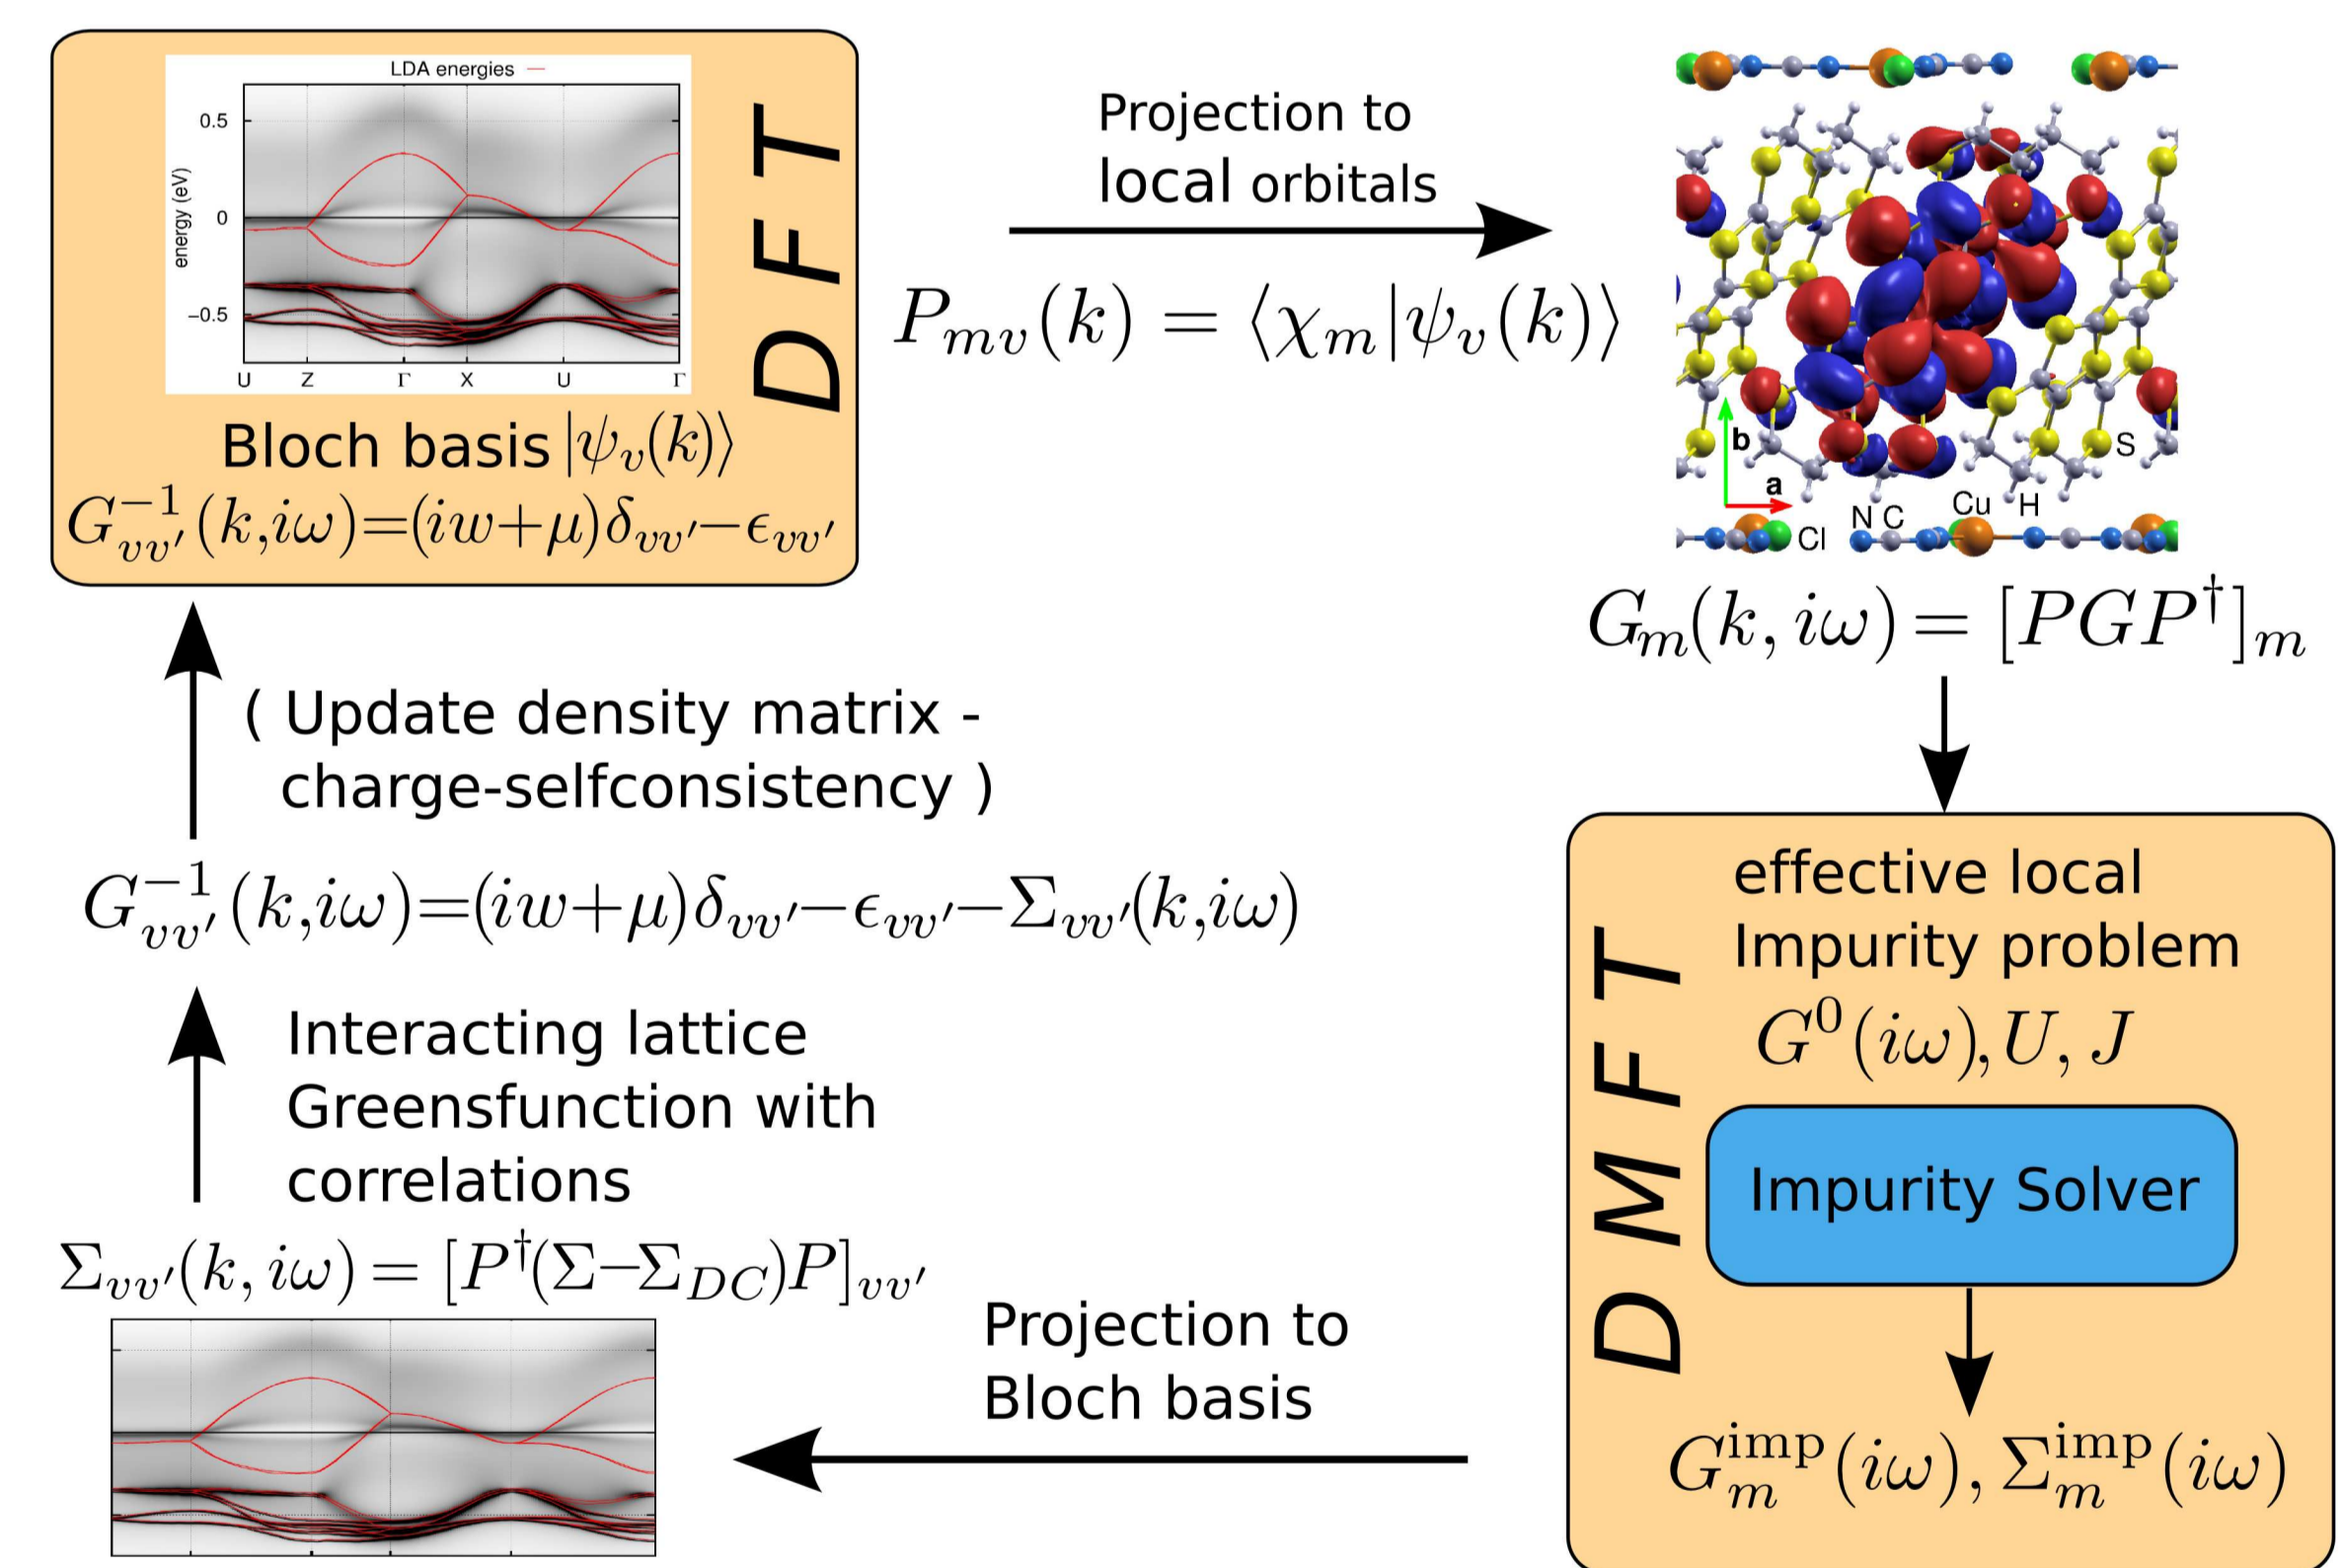 LDA energies
energy (eV)
0.5
0
−0.5
U Z Γ X U Γ
DFT
Bloch basis |ψ_v(k)⟩
G^{-1}_{vv'}(k,iω)=(iw+μ)δ_{vv'}−ϵ_{vv'}
Projection to
local orbitals
P_{mv}(k) = ⟨χ_m|ψ_v(k)⟩
b
a
S
N C Cu H
Cl
G_m(k, iω) = [PGP^†]_m
( Update density matrix -
charge-selfconsistency )
G^{-1}_{vv'}(k,iω)=(iw+μ)δ_{vv'}−ϵ_{vv'}−Σ_{vv'}(k,iω)
Interacting lattice
Greensfunction with
correlations
Σ_{vv'}(k, iω) = [P^†(Σ−Σ_{DC})P]_{vv'}
Projection to
Bloch basis
DMFT
effective local
Impurity problem
G^0(iω), U, J
Impurity Solver
G^{imp}_m(iω), Σ^{imp}_m(iω)